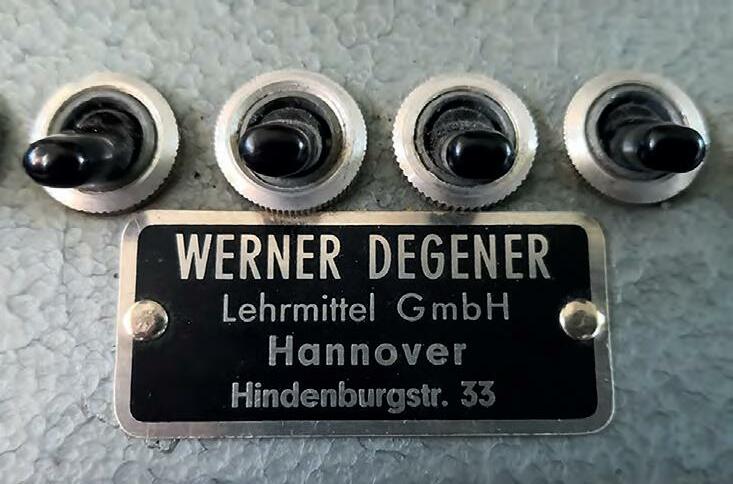 WERNER DEGENER
Lehrmittel GmbH
Hannover
Hindenburgstr. 33